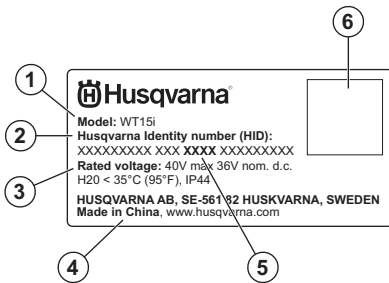 6
1
Husqvarna®
Model: WT15i
2
Husqvarna Identity number (HID):
XXXXXXXXX XXX XXXX XXXXXXXXX
3
Rated voltage: 40V max 36V nom. d.c.
H20 < 35°C (95°F), IP44
HUSQVARNA AB, SE-561 82 HUSKVARNA, SWEDEN
Made in China, www.husqvarna.com
4
5